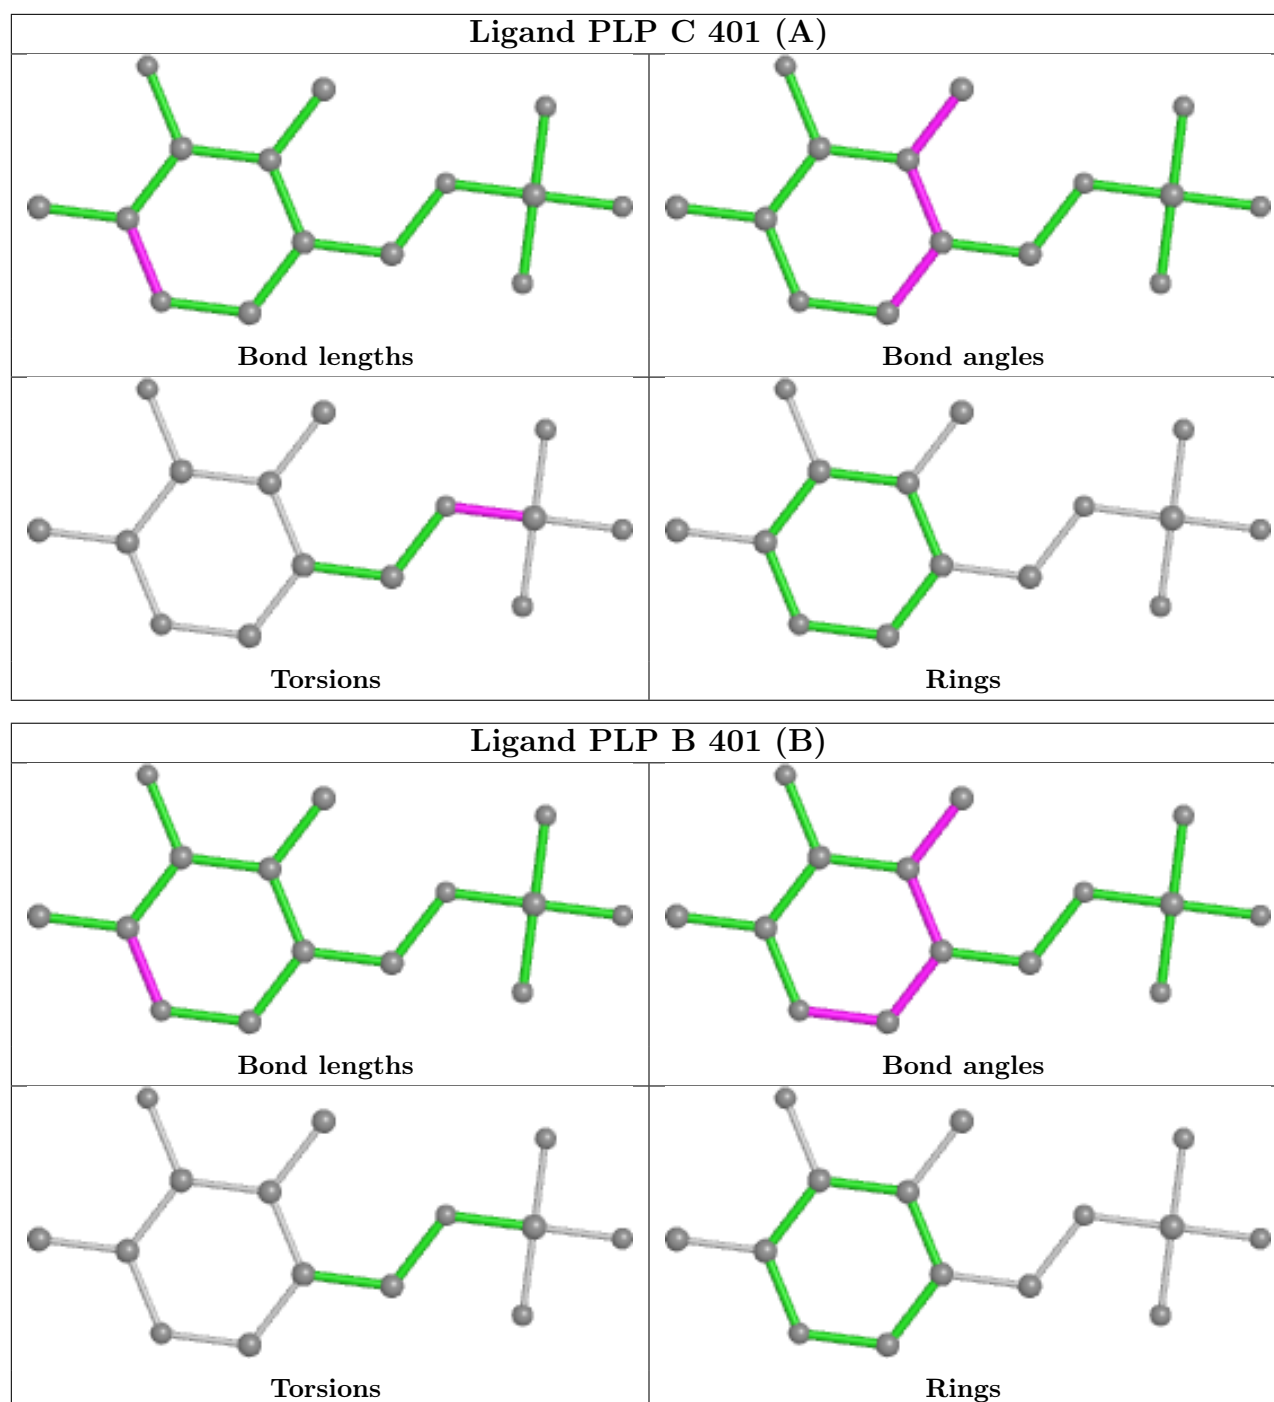 Ligand PLP C 401 (A)
Bond lengths
Bond angles
Torsions
Rings
Ligand PLP B 401 (B)
Bond lengths
Bond angles
Torsions
Rings